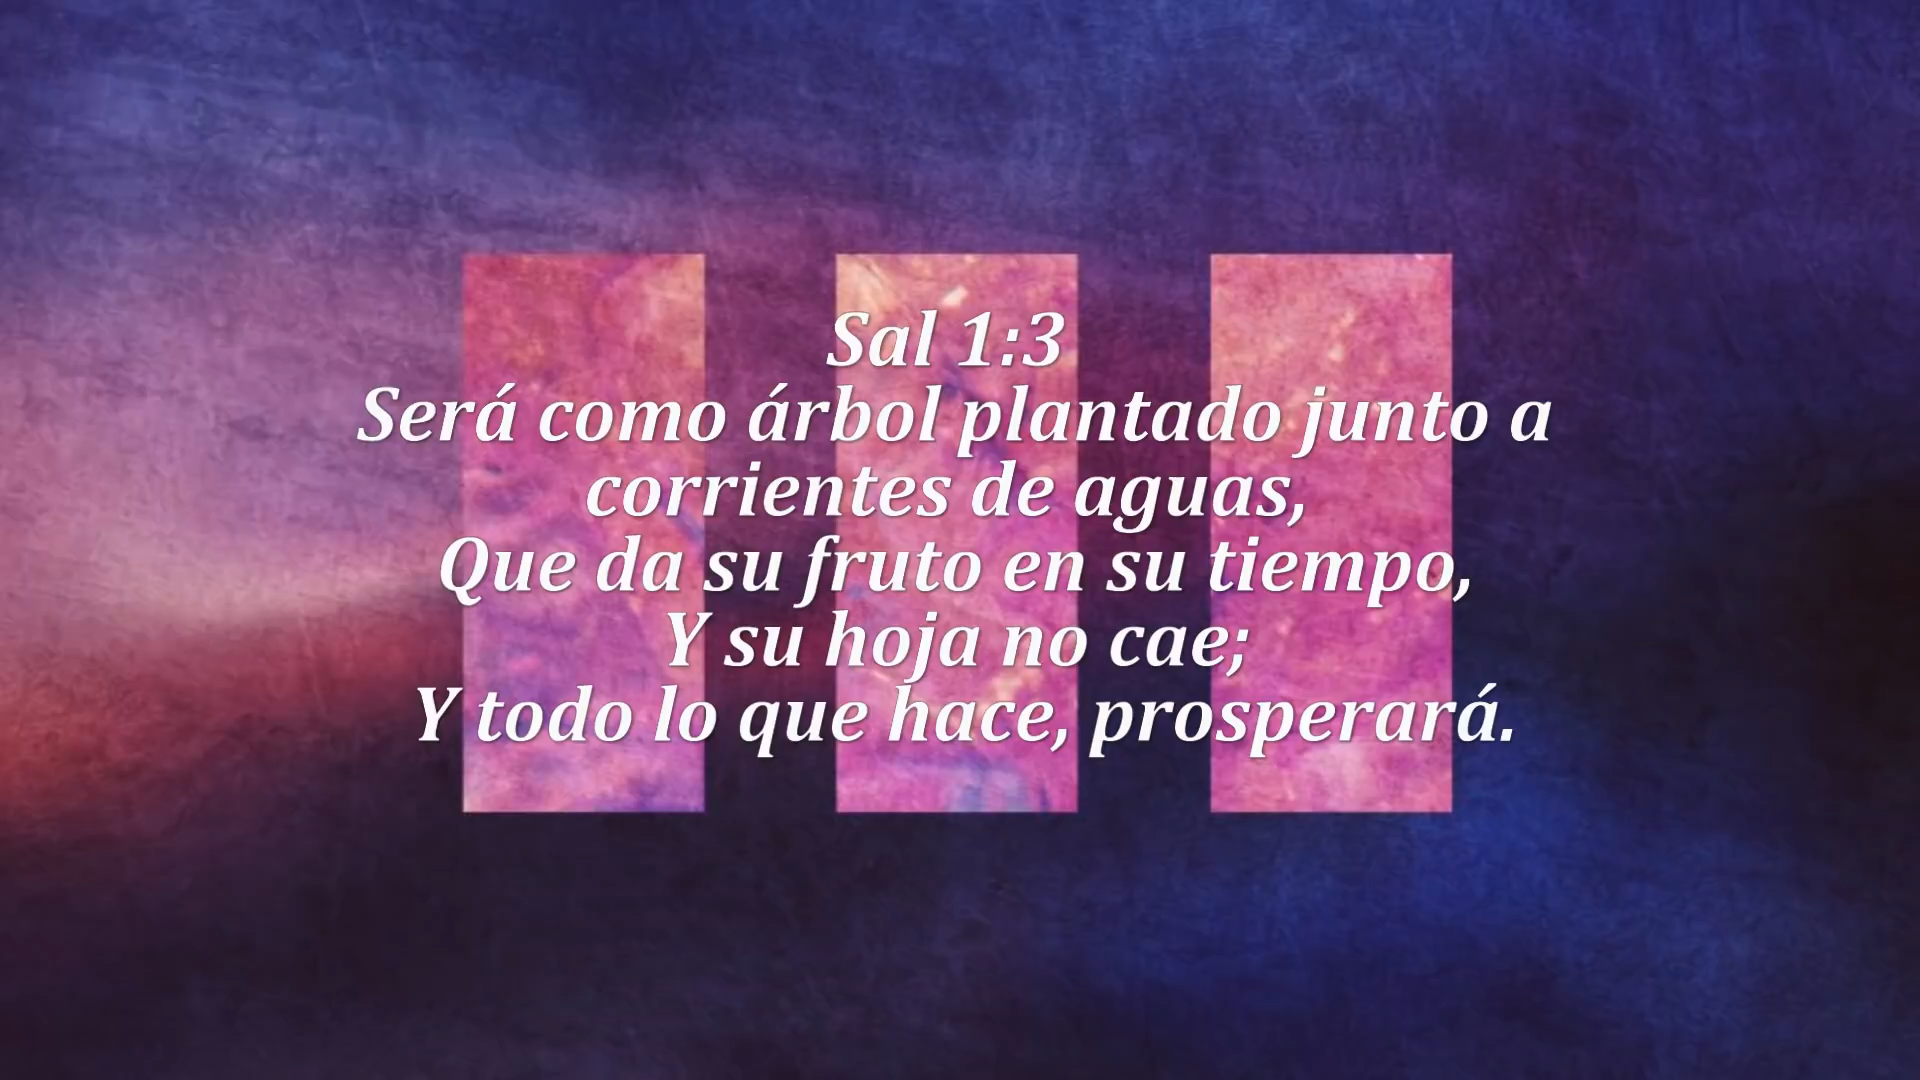 Sal 1:3
Será como árbol plantado junto a
corrientes de aguas,
Que da su fruto en su tiempo,
Y su hoja no cae;
Y todo lo que hace, prosperará.